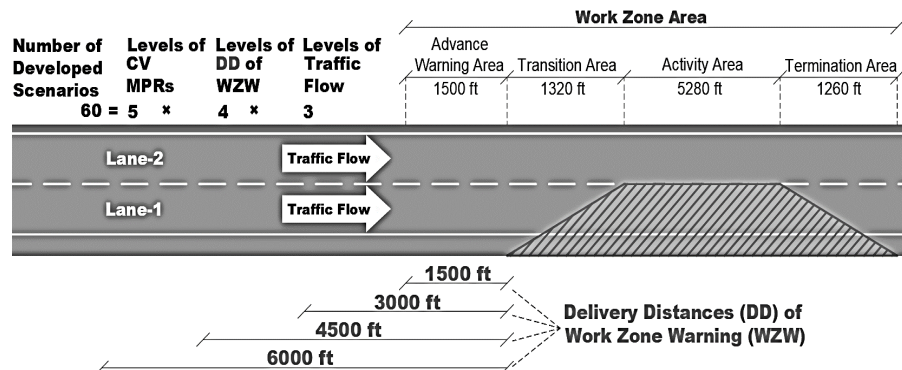 Work Zone Area
Number of
Developed
Scenarios
Levels of
CV
MPRs
Levels of
DD of
WZW
Levels of
Traffic
Flow
60 = 5 × 4 × 3
Advance
Warning Area
1500 ft
Transition Area
1320 ft
Activity Area
5280 ft
Termination Area
1260 ft
Lane-2
Traffic Flow
Lane-1
Traffic Flow
1500 ft
3000 ft
4500 ft
6000 ft
Delivery Distances (DD) of
Work Zone Warning (WZW)